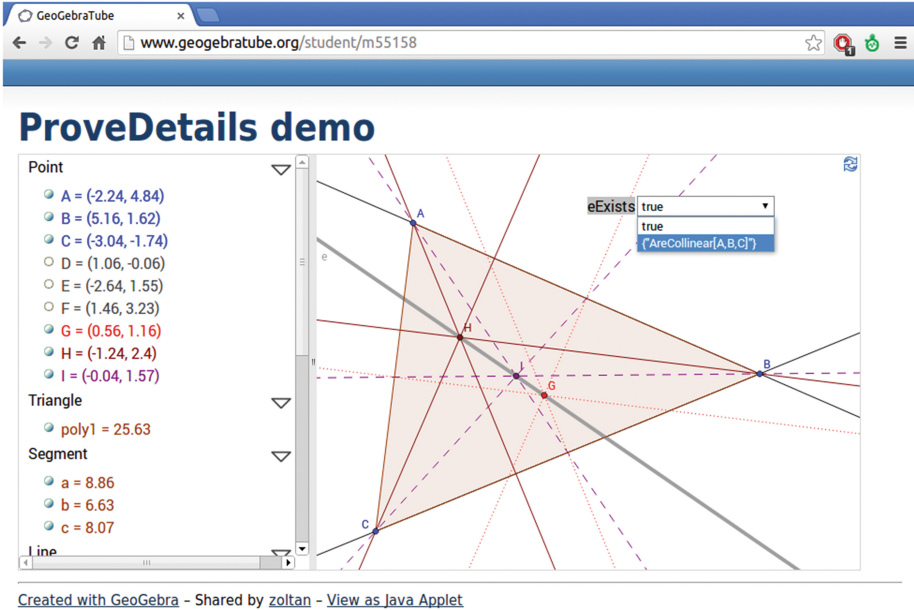 GeoGebraTube ×
www.geogebratube.org/student/m55158
1
ProveDetails demo
Point
A = (-2.24, 4.84)
B = (5.16, 1.62)
C = (-3.04, -1.74)
D = (1.06, -0.06)
E = (-2.64, 1.55)
F = (1.46, 3.23)
G = (0.56, 1.16)
H = (-1.24, 2.4)
I = (-0.04, 1.57)
Triangle
poly1 = 25.63
Segment
a = 8.86
b = 6.63
c = 8.07
Line
eExists true
true
{"AreCollinear[A,B,C]"}
A
e
H
B
I
G
C
Created with GeoGebra – Shared by zoltan – View as Java Applet